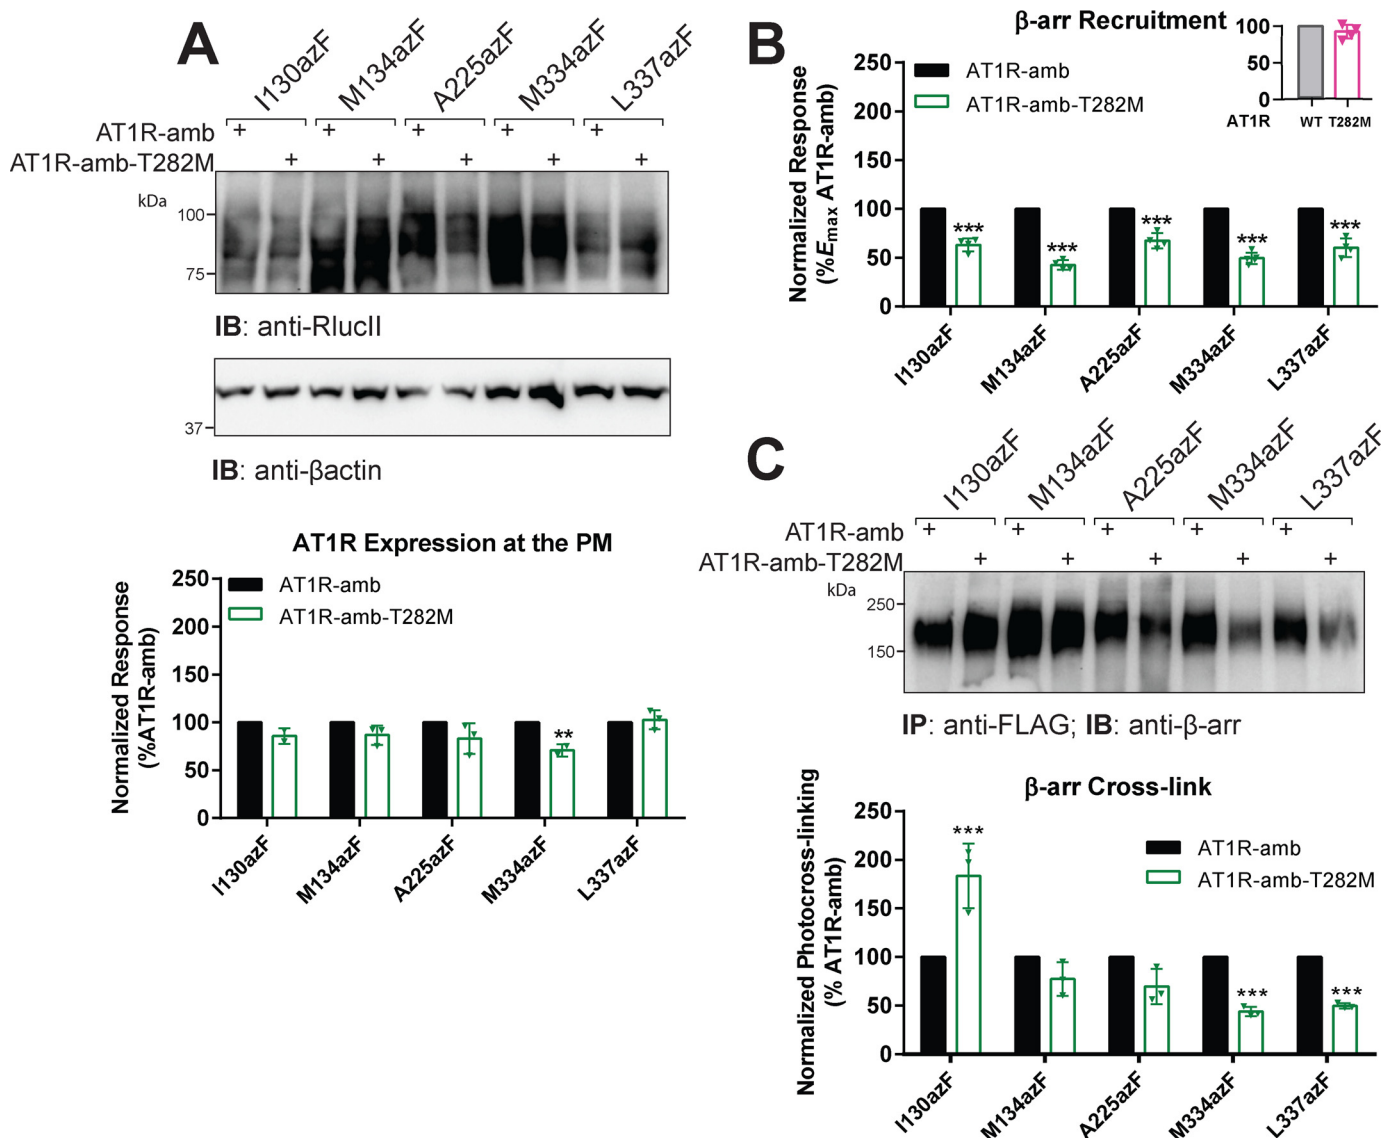 A
I130azF M134azF A225azF M334azF L337azF
AT1R-amb + + + + +
AT1R-amb-T282M + + + + +
kDa
100
75
IB: anti-RlucII
37
IB: anti-βactin
AT1R Expression at the PM
Normalized Response
(%AT1R-amb)
250
200
150
100
50
0
AT1R-amb
AT1R-amb-T282M
**
I130azF M134azF A225azF M334azF L337azF
B
β-arr Recruitment
Normalized Response
(%Emax AT1R-amb)
250
200
150
100
50
0
AT1R-amb
AT1R-amb-T282M
*** *** *** *** ***
I130azF M134azF A225azF M334azF L337azF
100
50
0
AT1R WT T282M
C
I130azF M134azF A225azF M334azF L337azF
AT1R-amb + + + + +
AT1R-amb-T282M + + + + +
kDa
250
150
IP: anti-FLAG; IB: anti-β-arr
β-arr Cross-link
Normalized Photocross-linking
(% AT1R-amb)
250
200
150
100
50
0
AT1R-amb
AT1R-amb-T282M
*** *** ***
I130azF M134azF A225azF M334azF L337azF